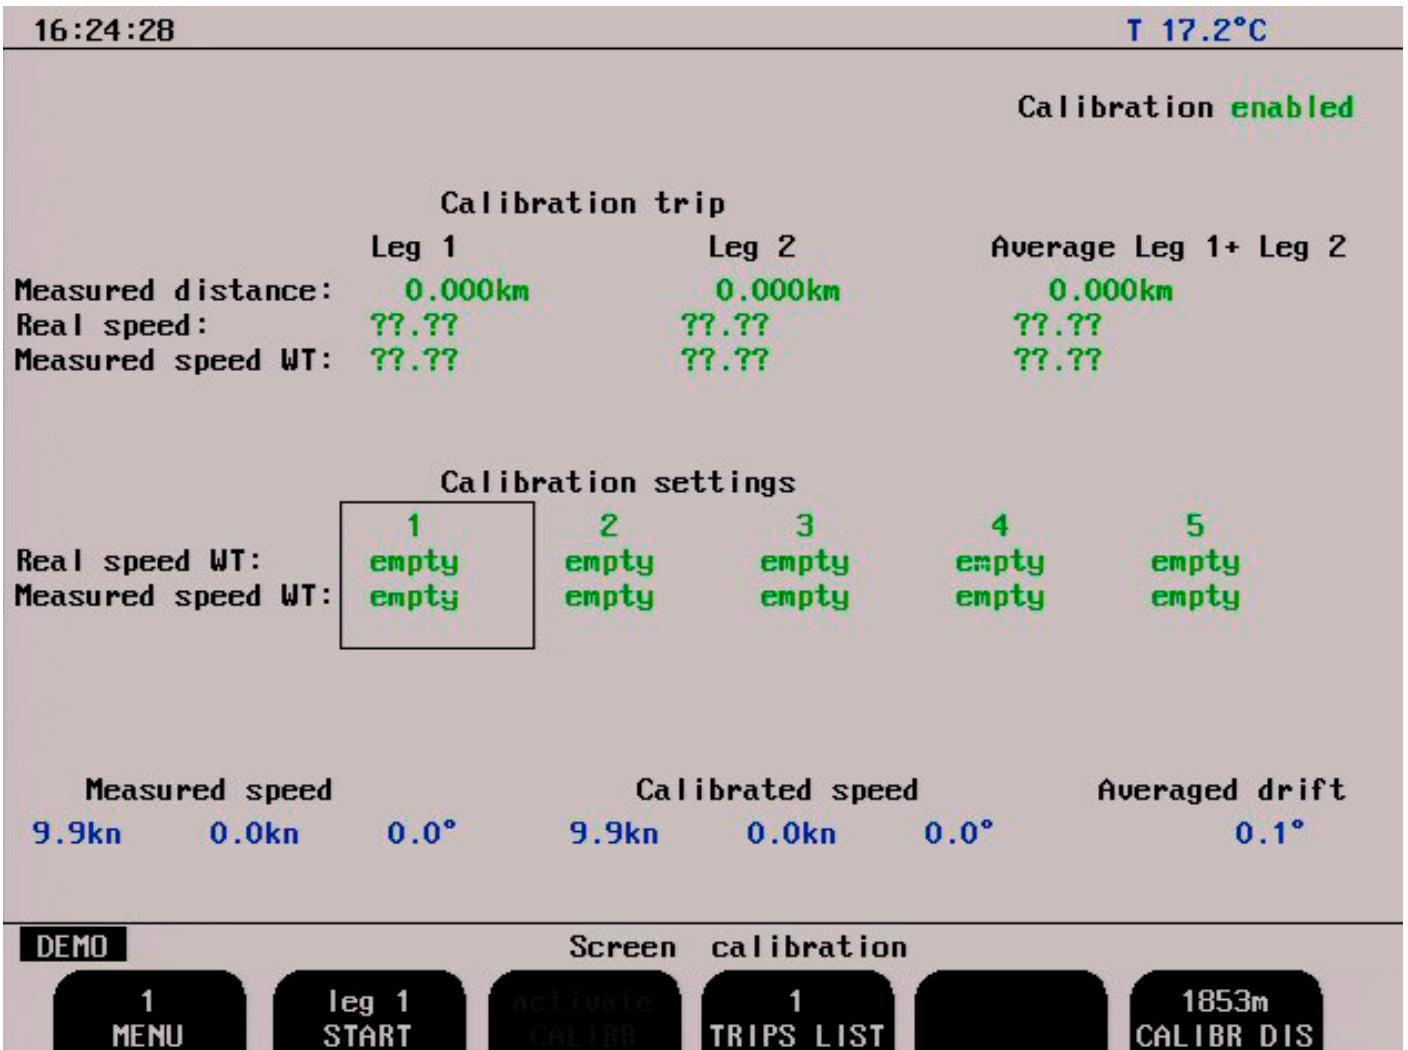 16:24:28 T 17.2°C
Calibration enabled
Calibration trip
Leg 1 Leg 2 Average Leg 1+ Leg 2
Measured distance: 0.000km 0.000km 0.000km
Real speed: ??.?? ??.?? ??.??
Measured speed WT: ??.?? ??.?? ??.??
Calibration settings
1 2 3 4 5
Real speed WT: empty empty empty empty empty
Measured speed WT: empty empty empty empty empty
Measured speed Calibrated speed Averaged drift
9.9kn 0.0kn 0.0° 9.9kn 0.0kn 0.0° 0.1°
DEMO Screen calibration
1 leg 1 activate 1 1853m
MENU START CALIBR TRIPS LIST CALIBR DIS